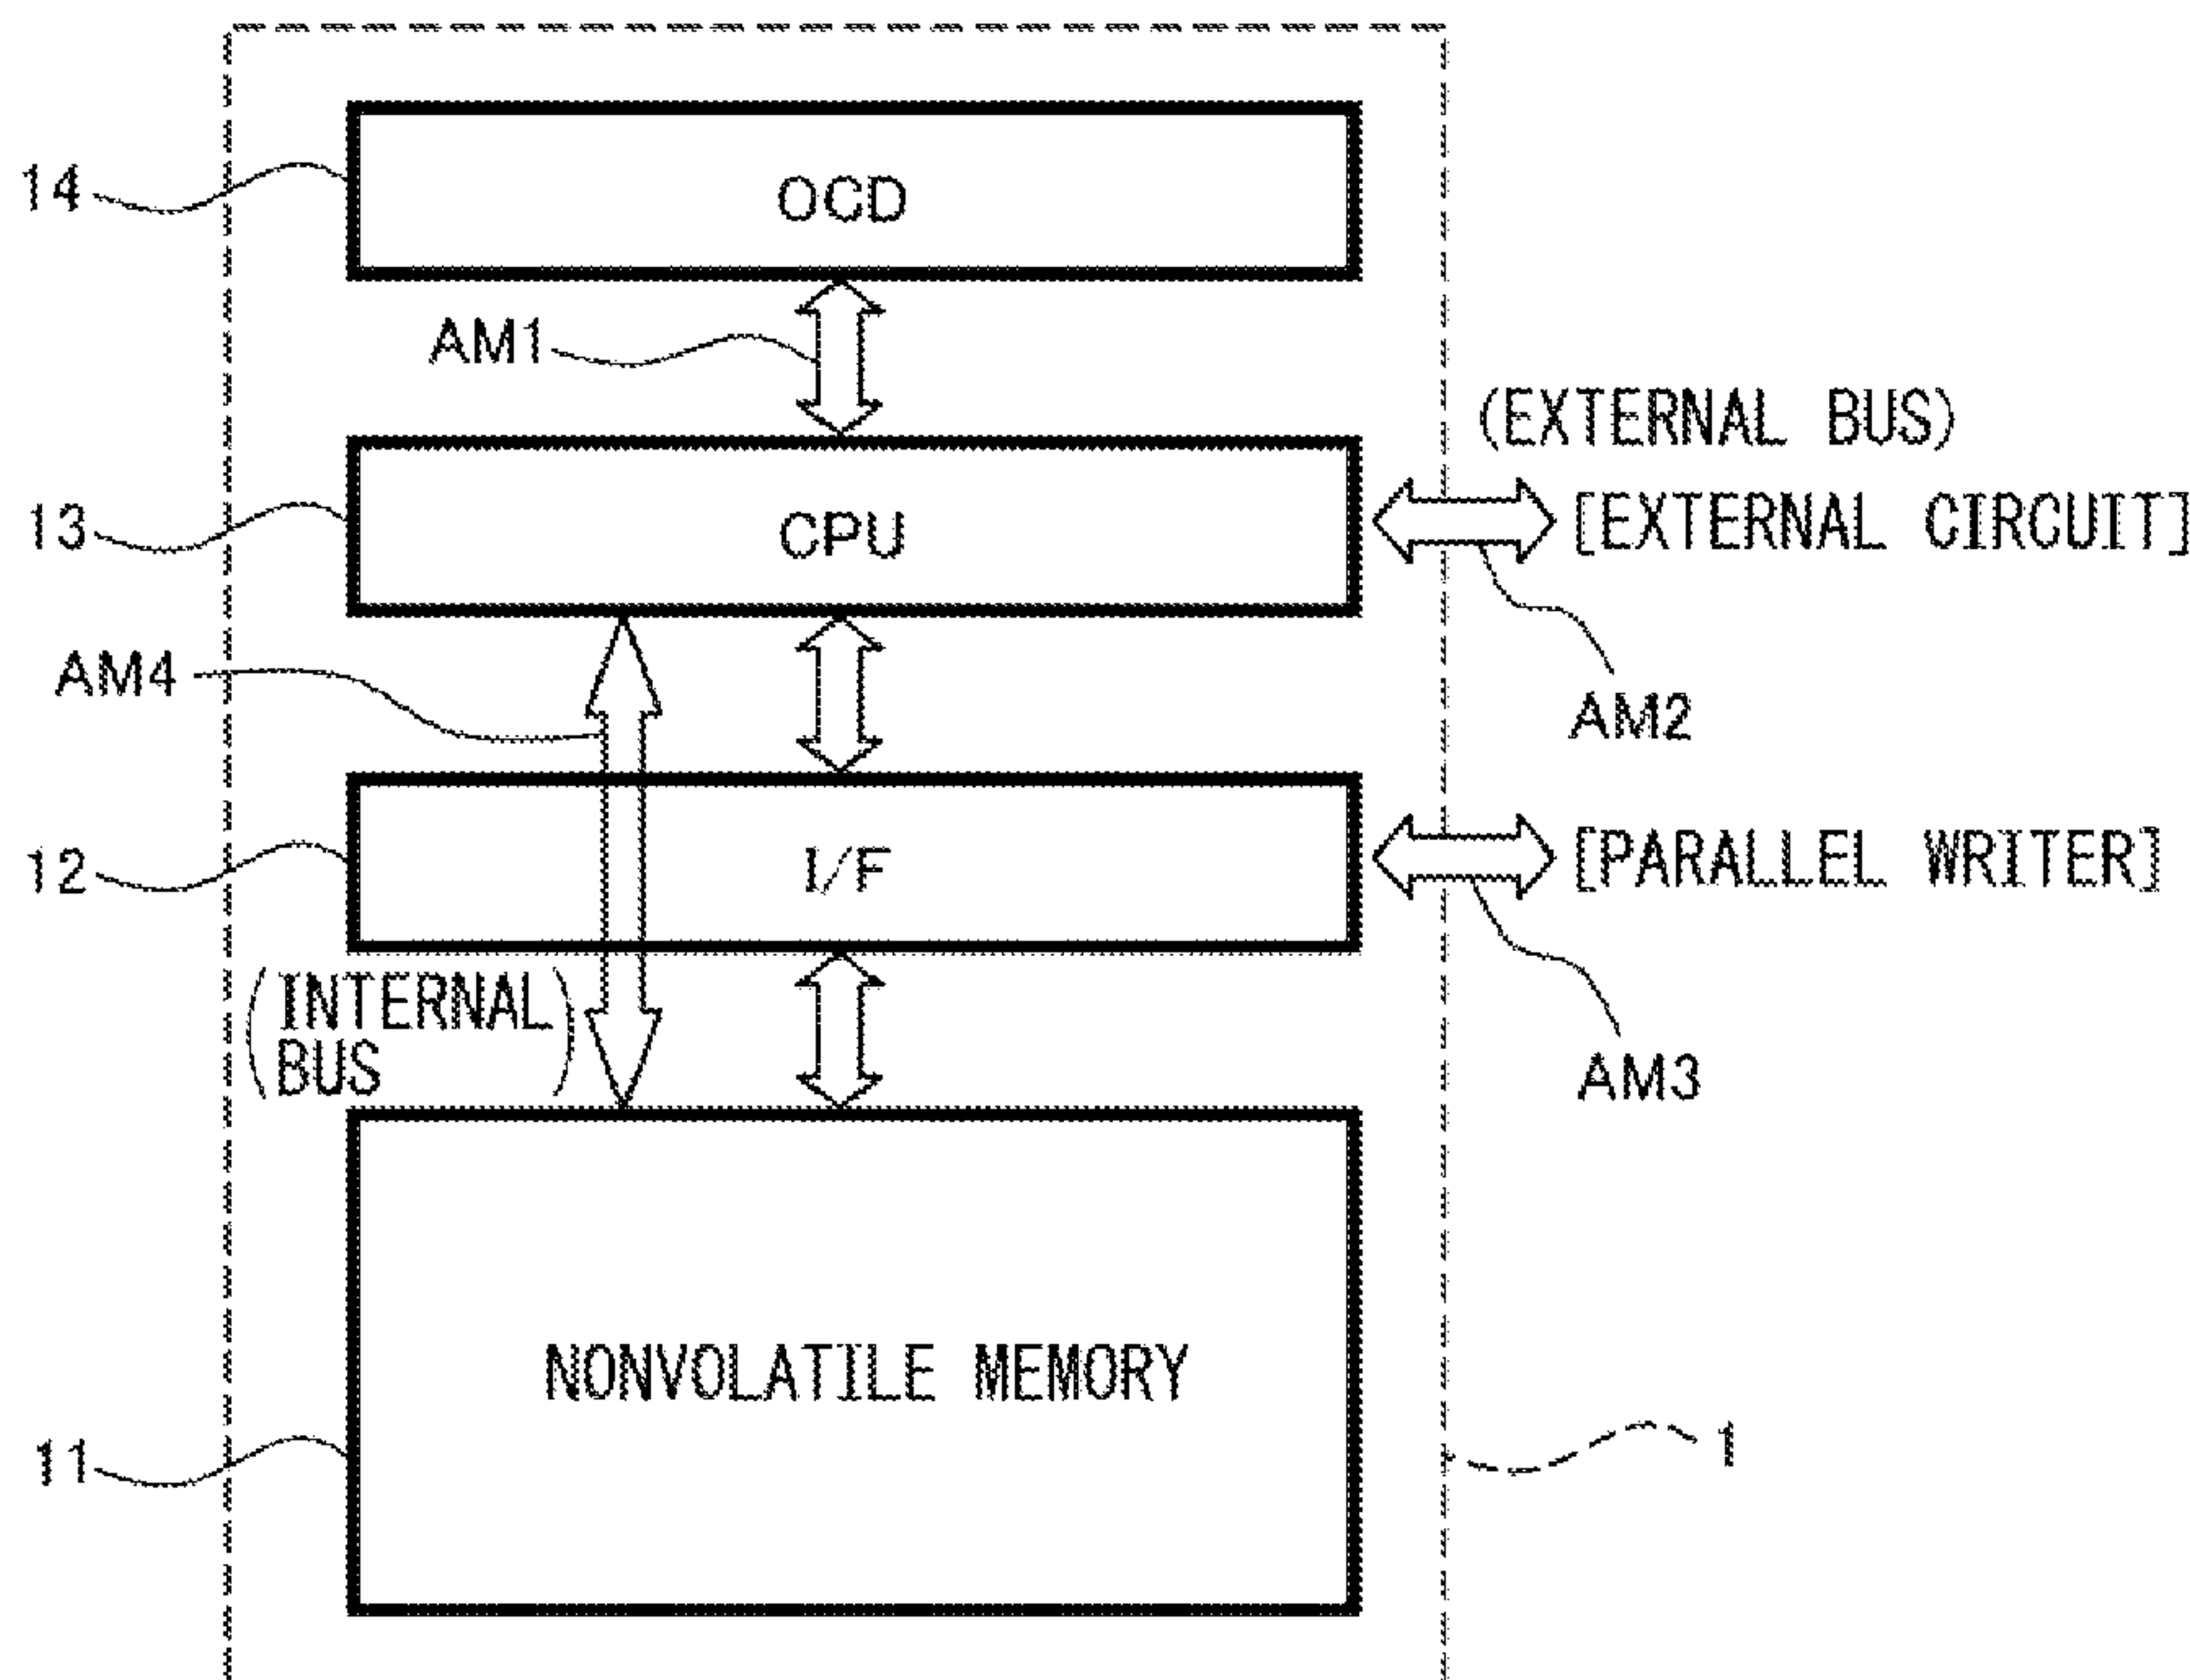 14
OCD
AM1
(EXTERNAL BUS)
13
CPU
[EXTERNAL CIRCUIT]
AM4
AM2
12
I/F
[PARALLEL WRITER]
(INTERNAL
BUS)
AM3
NONVOLATILE MEMORY
11
1